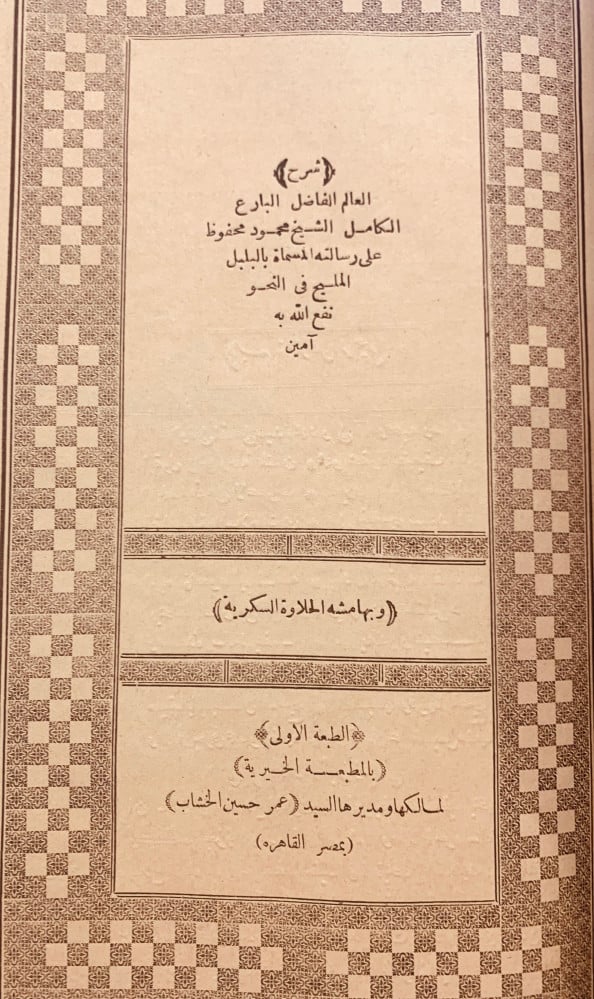 ﴿شرح﴾
العالم الفاضل البارع
الكامل الشيخ محمود محفوظ
على رسالته المسماة بالبلبل
المليح فى النحو
نفع الله به
آمين
﴿وبهامشه الحلاوة السكرية﴾
﴿الطبعة الأولى﴾
(بالمطبعة الخيرية)
لمالكها ومديرها السيد (عمر حسين الخشاب)
(بمصر القاهره)